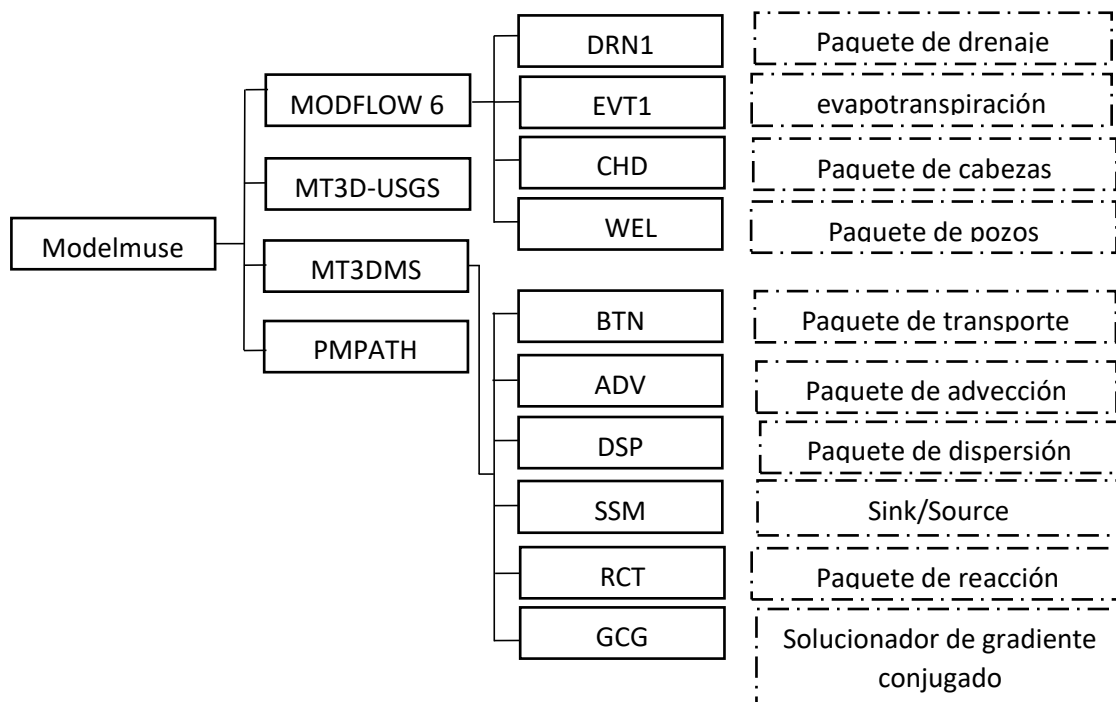 Modelmuse
MODFLOW 6
MT3D-USGS
MT3DMS
PMPATH
DRN1
Paquete de drenaje
EVT1
evapotranspiración
CHD
Paquete de cabezas
WEL
Paquete de pozos
BTN
Paquete de transporte
ADV
Paquete de advección
DSP
Paquete de dispersión
SSM
Sink/Source
RCT
Paquete de reacción
GCG
Solucionador de gradiente
conjugado